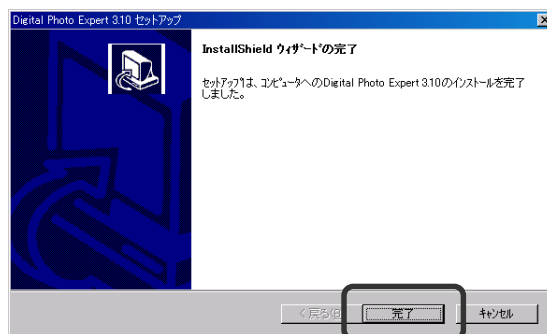 Digital Photo Expert 3.10 セットアップ
InstallShield ウィザードの完了
セットアップは、コンピュータへのDigital Photo Expert 3.10のインストールを完了
しました。
< 戻る(B)
完了
キャンセル